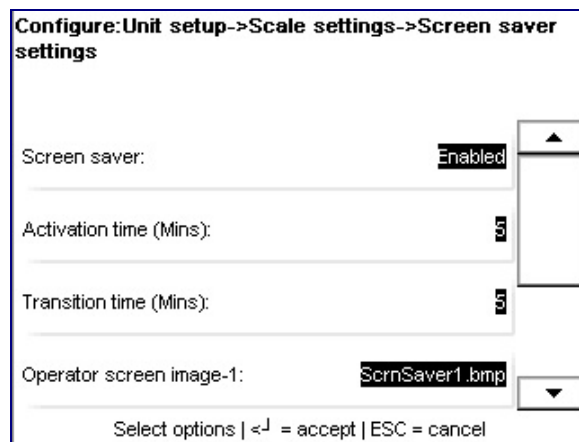 Configure:Unit setup->Scale settings->Screen saver
settings
Screen saver: Enabled
Activation time (Mins): 5
Transition time (Mins): 5
Operator screen image-1: ScrnSaver1.bmp
Select options | <┘ = accept | ESC = cancel